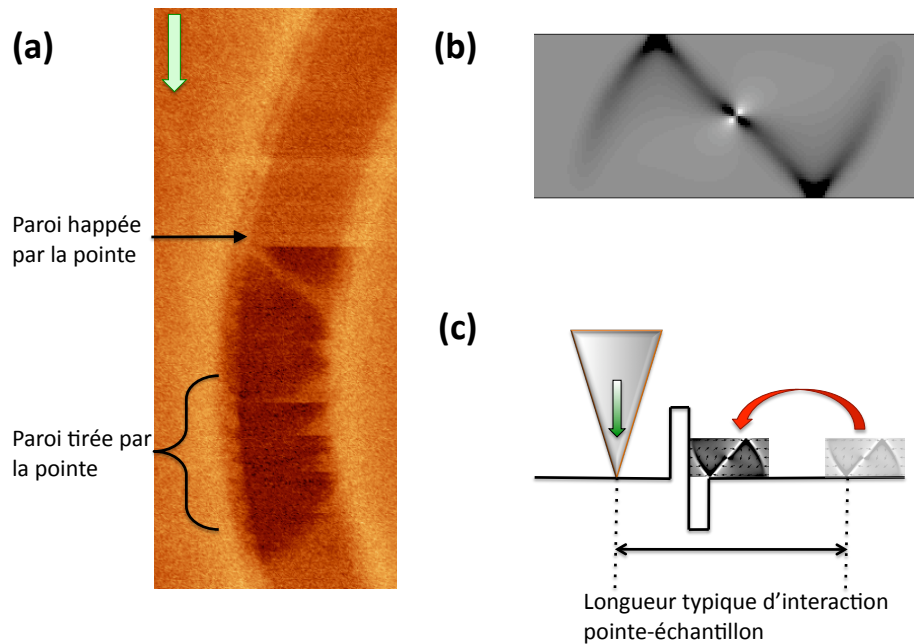 (a)
Paroi happée
par la pointe
Paroi tirée par
la pointe
(b)
(c)
Longueur typique d'interaction
pointe-échantillon